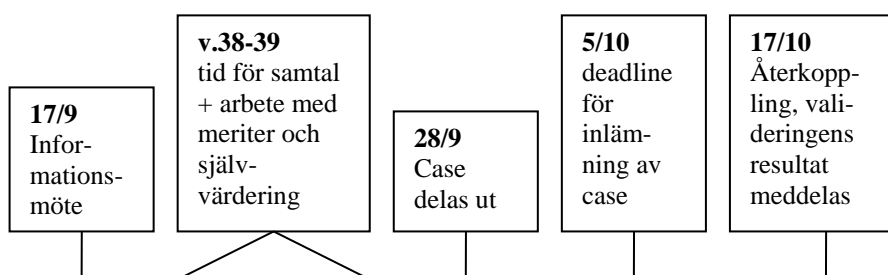 17/9
Infor-
mations-
möte
v.38-39
tid för samtal
+ arbete med
meriter och
själv-
värdering
28/9
Case
delas ut
5/10
deadline
för
inläm-
ning av
case
17/10
Återkopp-
ling, vali-
deringens
resultat
meddelas